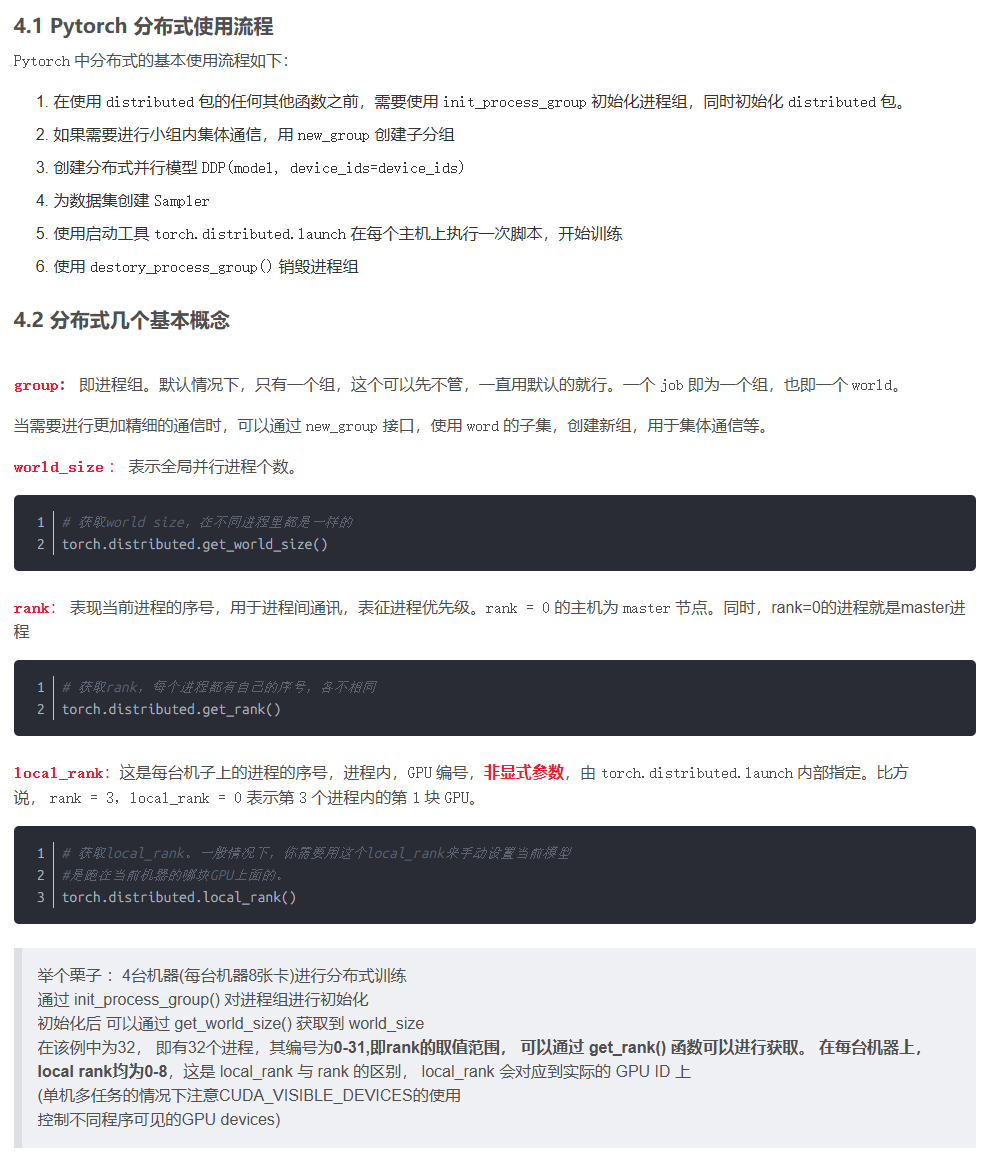 4.1 Pytorch 分布式使用流程
Pytorch 中分布式的基本使用流程如下：
1. 在使用 distributed 包的任何其他函数之前，需要使用 init_process_group 初始化进程组，同时初始化 distributed 包。
2. 如果需要进行小组内集体通信，用 new_group 创建子分组
3. 创建分布式并行模型 DDP(model, device_ids=device_ids)
4. 为数据集创建 Sampler
5. 使用启动工具 torch.distributed.launch 在每个主机上执行一次脚本，开始训练
6. 使用 destory_process_group() 销毁进程组
4.2 分布式几个基本概念
group： 即进程组。默认情况下，只有一个组，这个可以先不管，一直用默认的就行。一个 job 即为一个组，也即一个 world。
当需要进行更加精细的通信时，可以通过 new_group 接口，使用 word 的子集，创建新组，用于集体通信等。
world_size ： 表示全局并行进程个数。
1 # 获取world size，在不同进程里都是一样的
2 torch.distributed.get_world_size()
rank： 表现当前进程的序号，用于进程间通讯，表征进程优先级。rank = 0 的主机为 master 节点。同时，rank=0的进程就是master进
程
1 # 获取rank，每个进程都有自己的序号，各不相同
2 torch.distributed.get_rank()
local_rank：这是每台机子上的进程的序号，进程内，GPU 编号，非显式参数，由 torch.distributed.launch 内部指定。比方
说， rank = 3，local_rank = 0 表示第 3 个进程内的第 1 块 GPU。
1 # 获取local_rank。一般情况下，你需要用这个local_rank来手动设置当前模型
2 #是跑在当前机器的哪块GPU上面的。
3 torch.distributed.local_rank()
举个栗子 ：4台机器(每台机器8张卡)进行分布式训练
通过 init_process_group() 对进程组进行初始化
初始化后 可以通过 get_world_size() 获取到 world_size
在该例中为32， 即有32个进程，其编号为0-31,即rank的取值范围， 可以通过 get_rank() 函数可以进行获取。 在每台机器上，
local rank均为0-8，这是 local_rank 与 rank 的区别， local_rank 会对应到实际的 GPU ID 上
(单机多任务的情况下注意CUDA_VISIBLE_DEVICES的使用
控制不同程序可见的GPU devices)